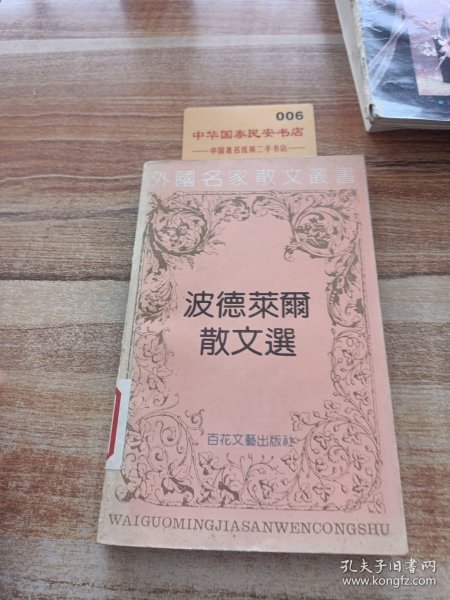 006
中华国泰民安书店
中国著名优秀二手书店
外國名家散文叢書
波德萊爾
散文選
百花文藝出版社
WAIGUOMINGJIASANWENCONGSHU
孔夫子旧书网
www.kongfz.com